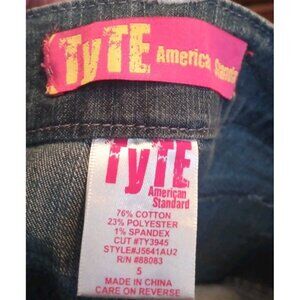 TyTE America Standard
TyTE
American
Standard
76% COTTON
23% POLYESTER
1% SPANDEX
CUT #TY3945
STYLE#J5641AU2
R/N #88083
5
MADE IN CHINA
CARE ON REVERSE